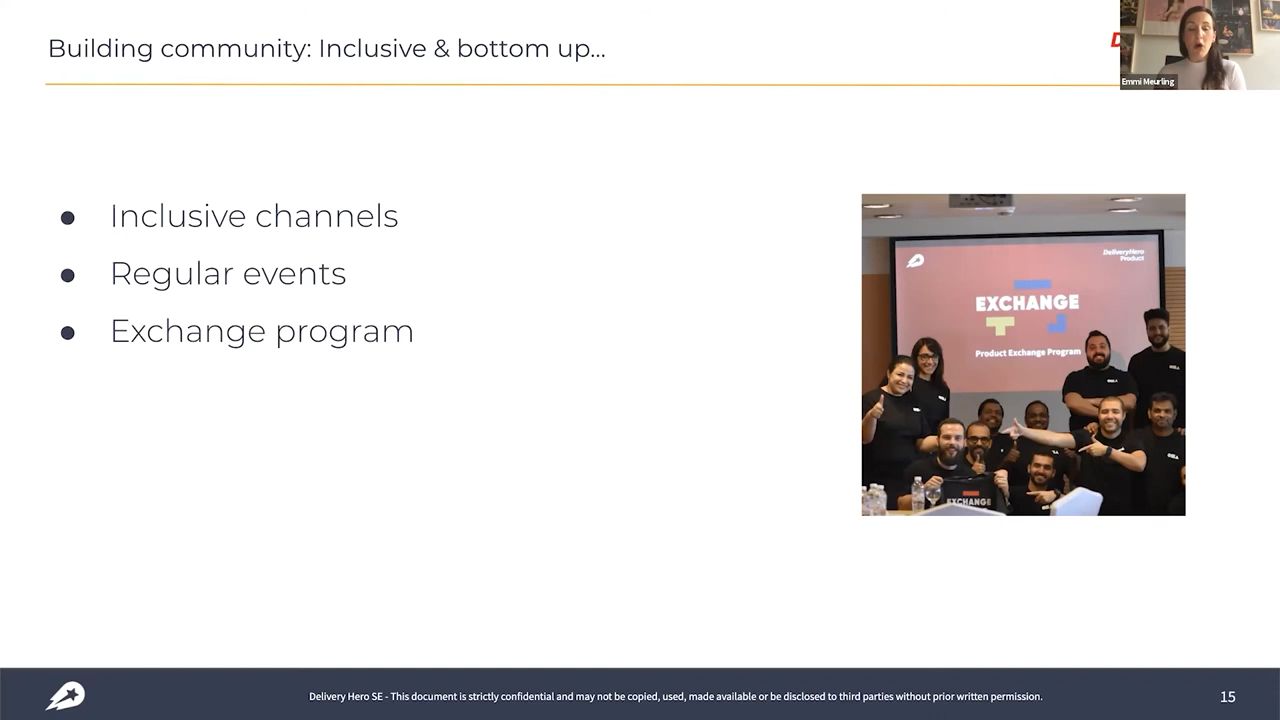 Building community: Inclusive & bottom up...
D
Emmi Meurling
● Inclusive channels
● Regular events
● Exchange program
DeliveryHero
Product
EXCHANGE
Product Exchange Program
EXCHANGE
Delivery Hero SE - This document is strictly confidential and may not be copied, used, made available or be disclosed to third parties without prior written permission.
15